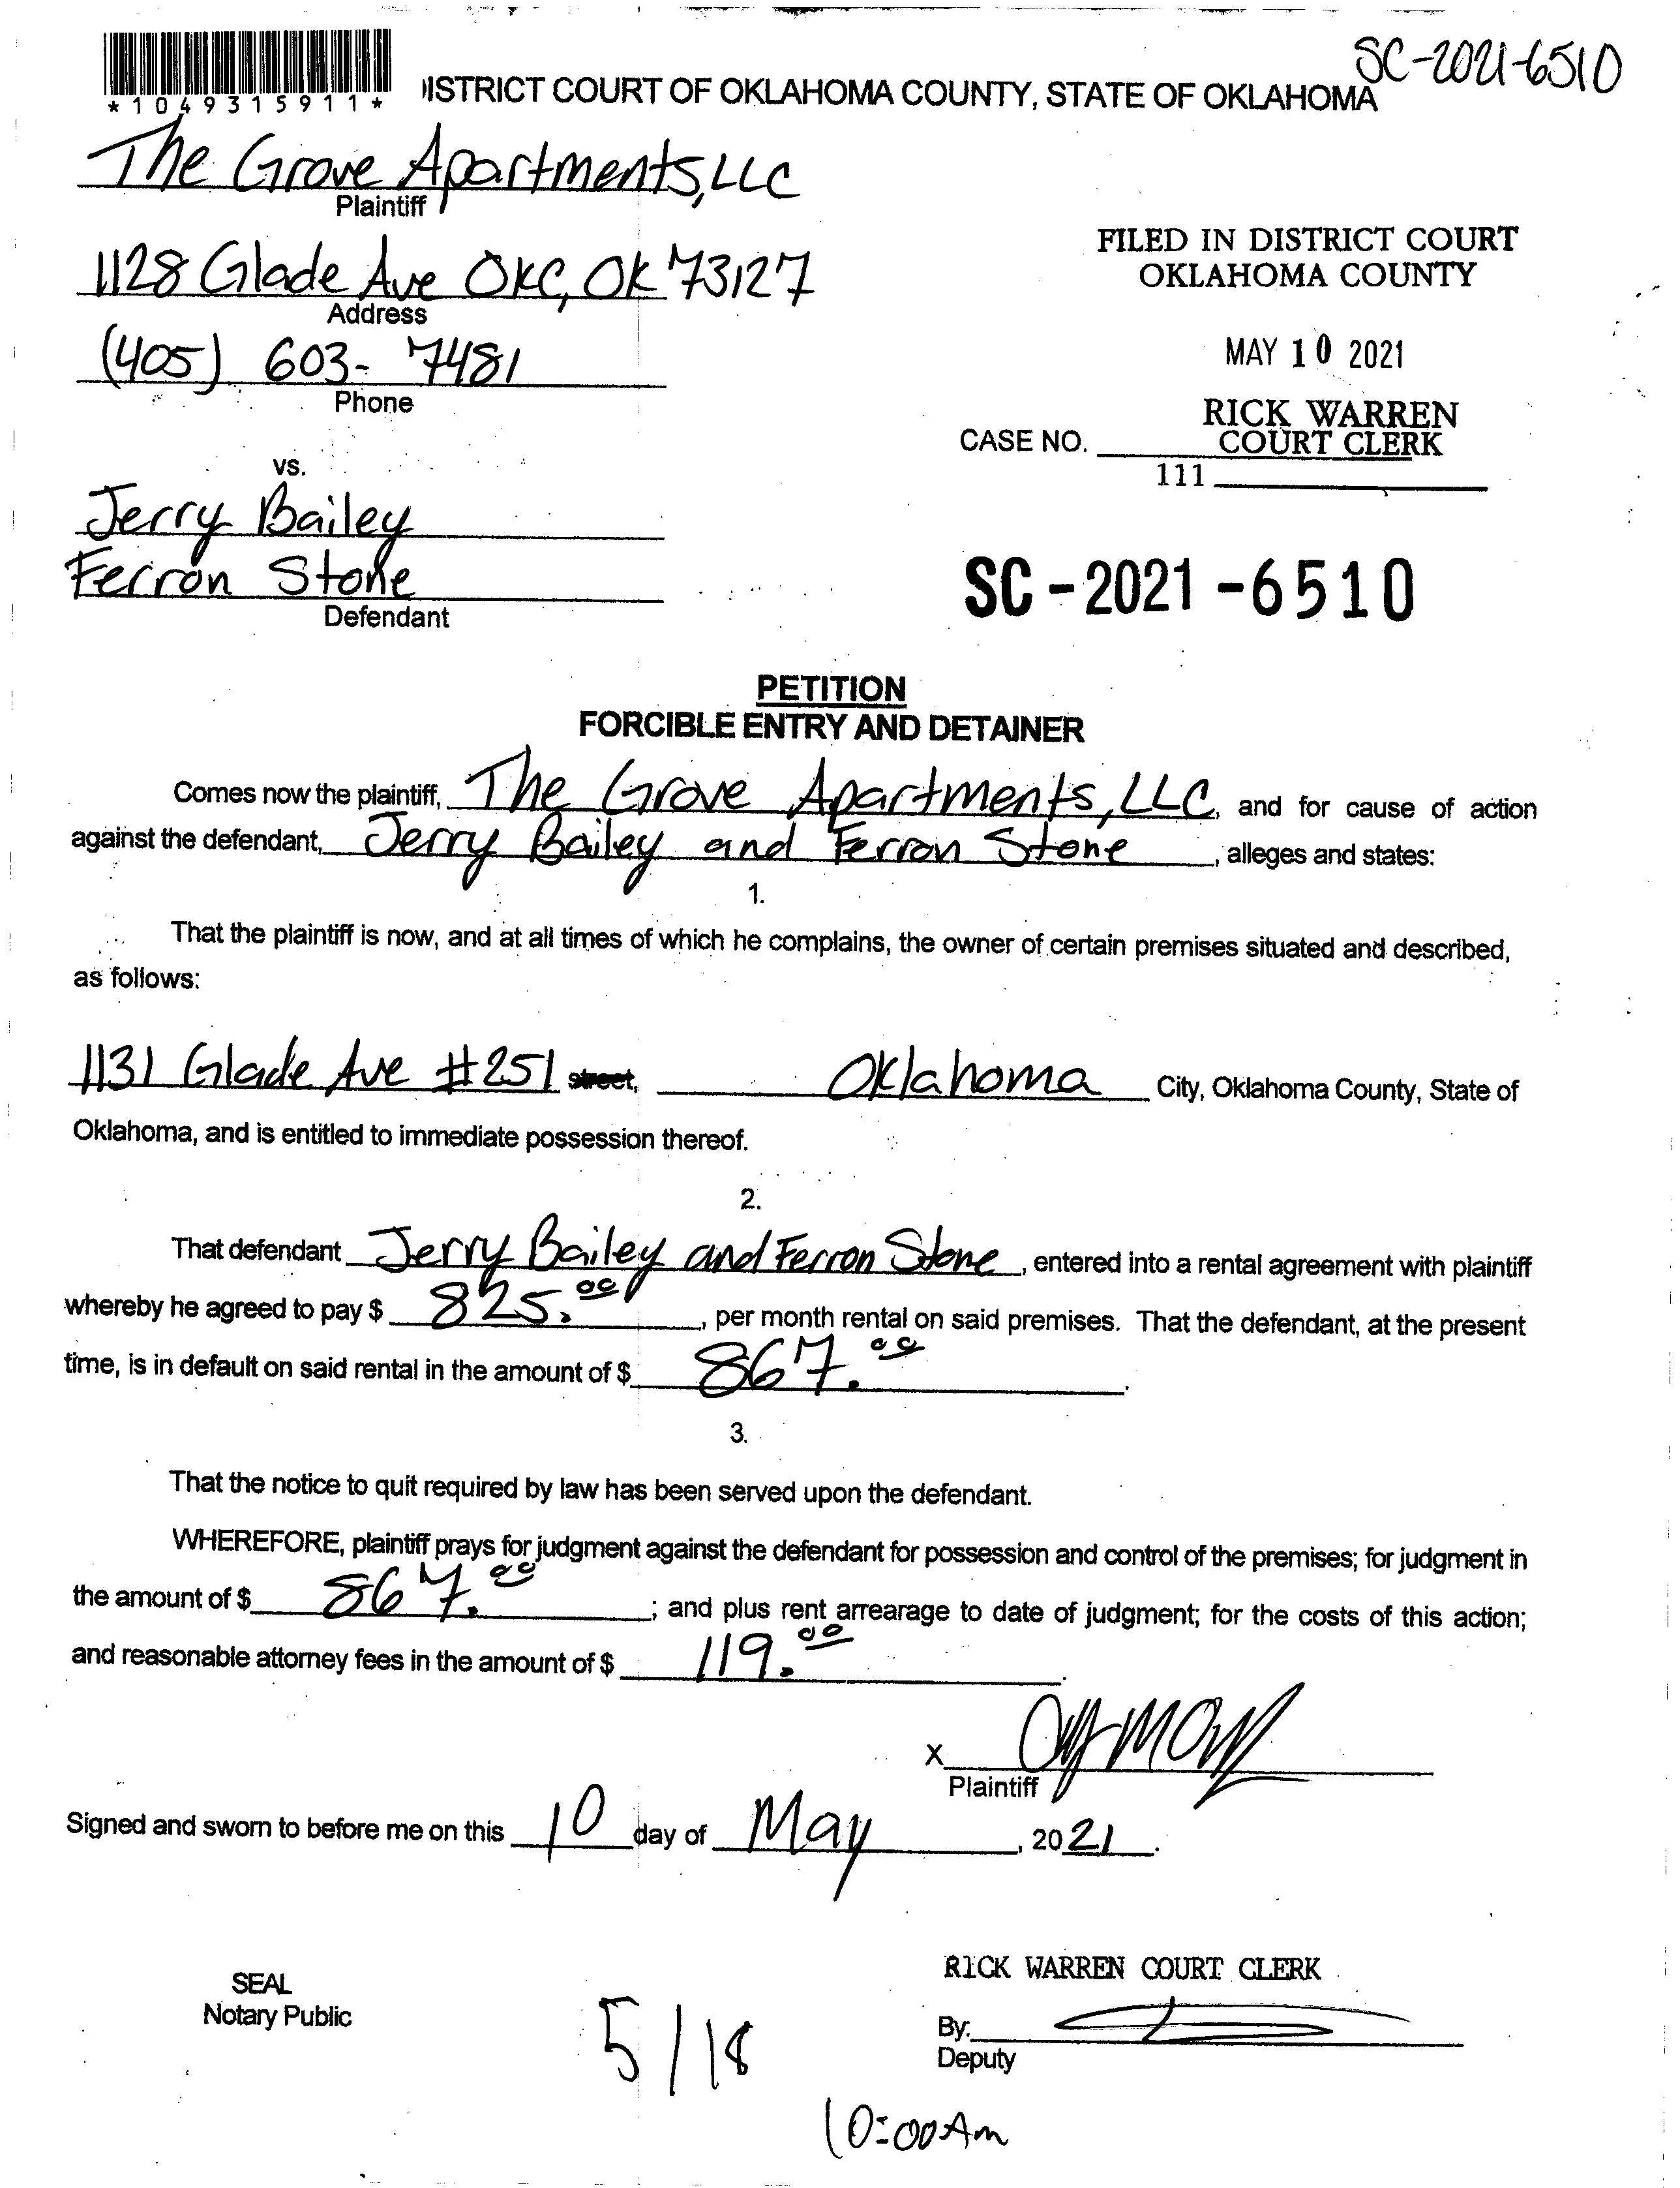 SC-2021-6510
*1049315911*
ISTRICT COURT OF OKLAHOMA COUNTY, STATE OF OKLAHOMA
The Grove Apartments, LLC
Plaintiff
1128 Glade Ave OKC, OK 73127
Address
(405) 603-7481
Phone
FILED IN DISTRICT COURT
OKLAHOMA COUNTY
MAY 10 2021
RICK WARREN
COURT CLERK
CASE NO.
111
vs.
Jerry Bailey
Ferron Stone
Defendant
SC-2021-6510
PETITION
FORCIBLE ENTRY AND DETAINER
Comes now the plaintiff, The Grove Apartments, LLC, and for cause of action
against the defendant, Jerry Bailey and Ferron Stone, alleges and states:
1.
That the plaintiff is now, and at all times of which he complains, the owner of certain premises situated and described,
as follows:
1131 Glade Ave #251 street, Oklahoma City, Oklahoma County, State of
Oklahoma, and is entitled to immediate possession thereof.
2.
That defendant Jerry Bailey and Ferron Stone, entered into a rental agreement with plaintiff
whereby he agreed to pay $ 825.00, per month rental on said premises. That the defendant, at the present
time, is in default on said rental in the amount of $ 867.00.
3.
That the notice to quit required by law has been served upon the defendant.
WHEREFORE, plaintiff prays for judgment against the defendant for possession and control of the premises; for judgment in
the amount of $ 867.00; and plus rent arrearage to date of judgment; for the costs of this action;
and reasonable attorney fees in the amount of $ 119.00.
X
Plaintiff
Signed and sworn to before me on this 10 day of May, 2021.
SEAL
Notary Public
RICK WARREN COURT CLERK
By:
Deputy
5/18
10:00 Am